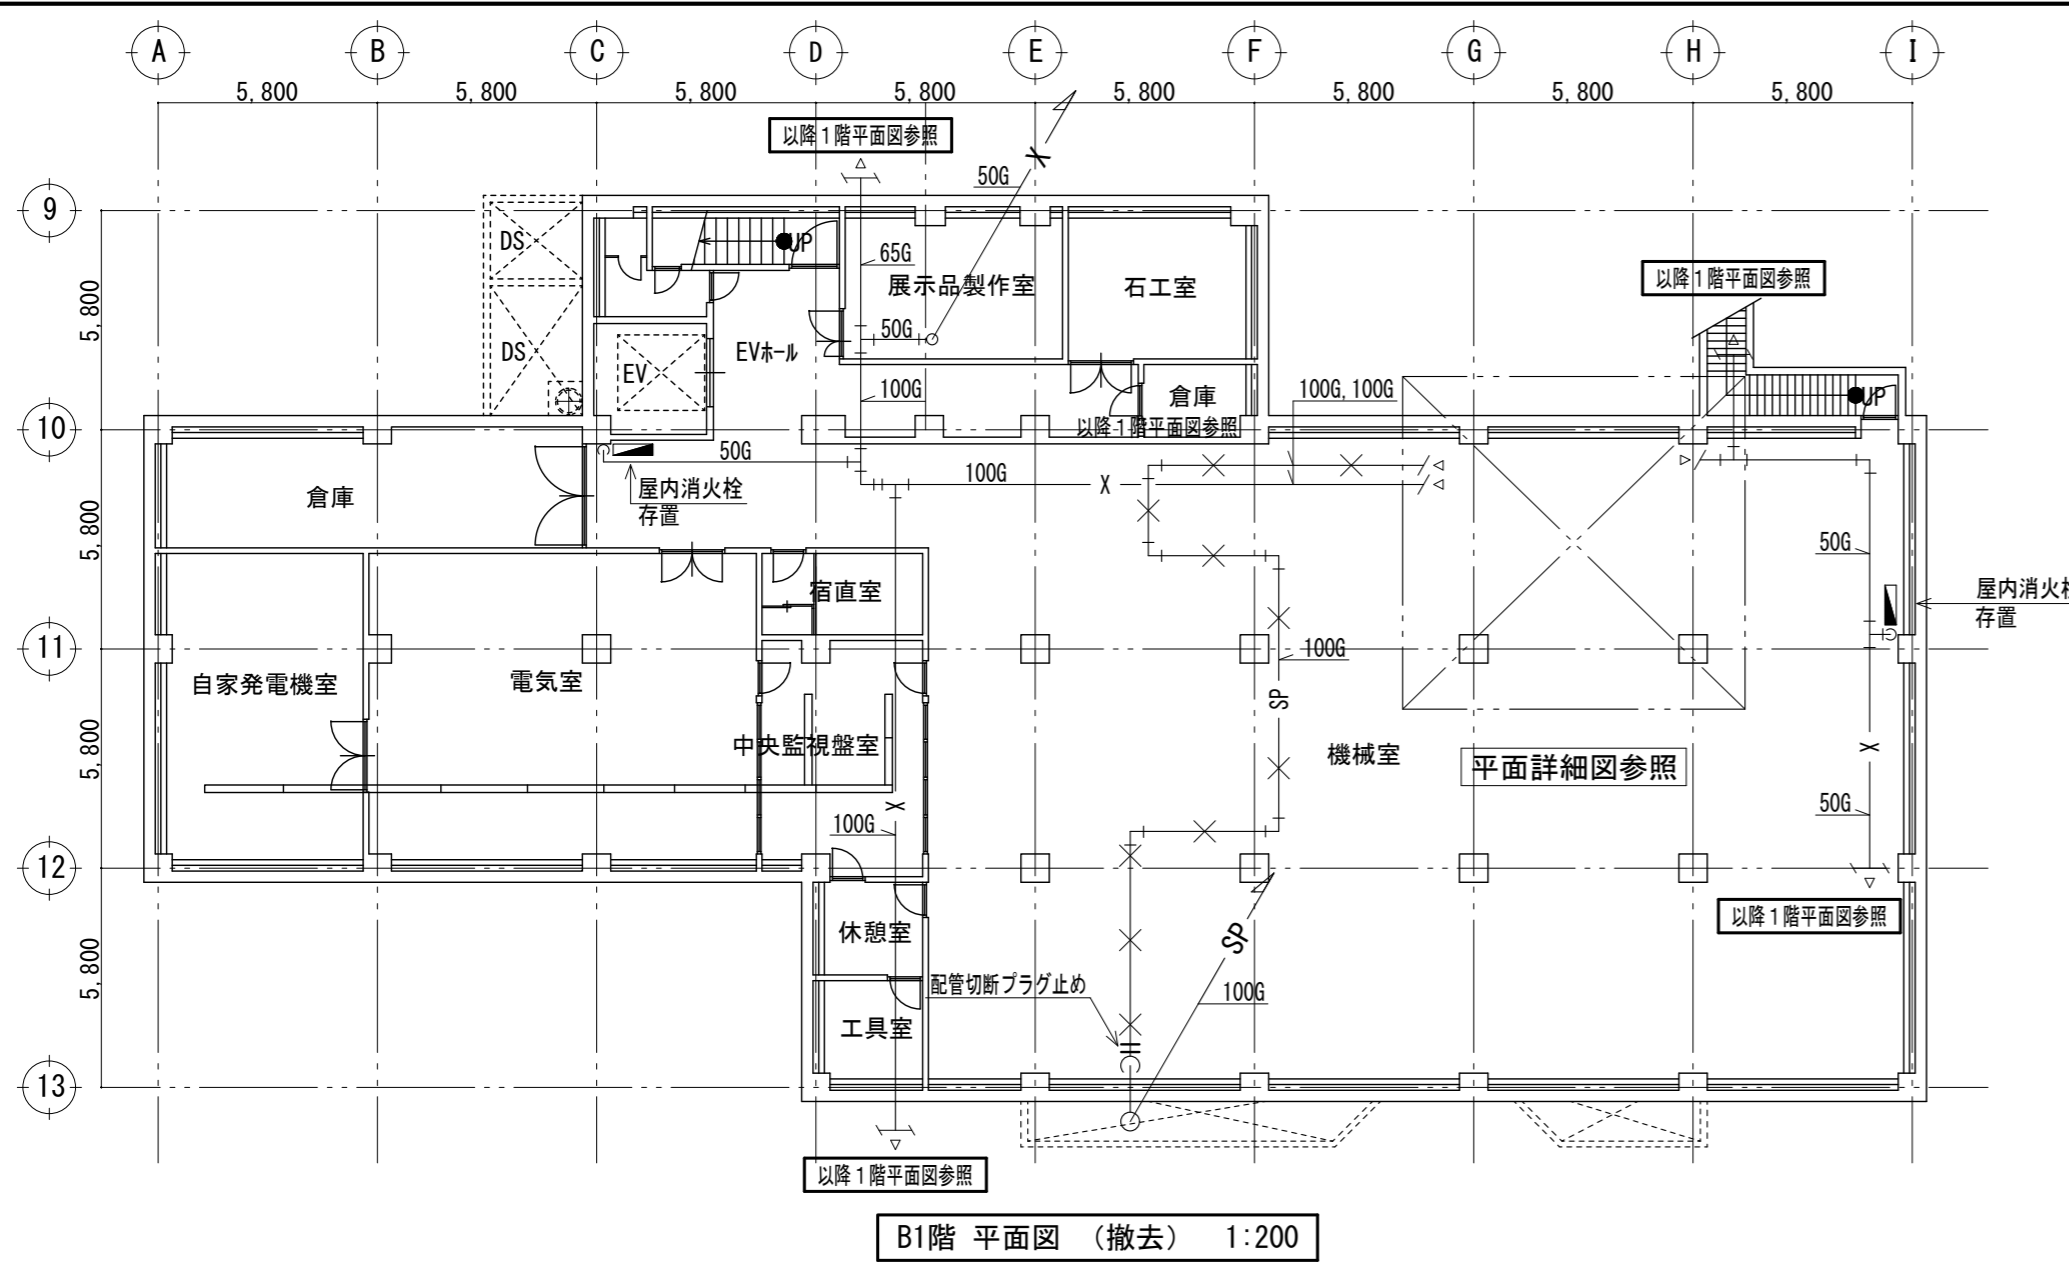 A B C D E F G H I
5,800 5,800 5,800 5,800 5,800 5,800 5,800 5,800
以降1階平面図参照
50G
X
9
DS
UP
65G
展示品製作室
石工室
以降1階平面図参照
5,800
50G
DS
EV
EVホール
100G
倉庫
100G, 100G
UP
10
以降1階平面図参照
50G
100G
X
屋内消火栓
存置
倉庫
5,800
50G
宿直室
屋内消火
存置
11
100G
自家発電機室
電気室
SP
中央監視盤室
機械室
平面詳細図参照
X
5,800
X
50G
100G
12
以降1階平面図参照
休憩室
SP
5,800
配管切断プラグ止め
100G
工具室
13
以降1階平面図参照
B1階 平面図 （撤去） 1:200